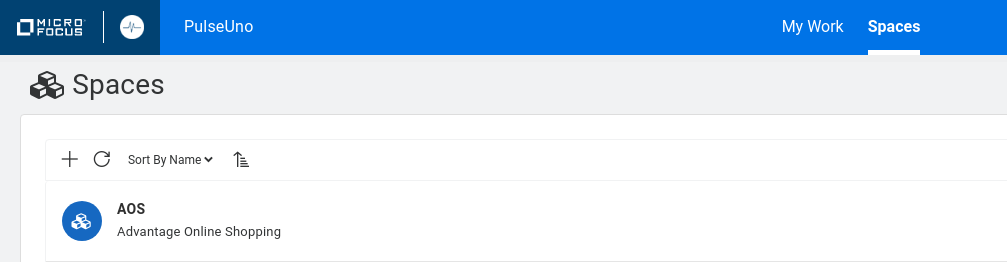 MICRO
FOCUS
PulseUno
My Work
Spaces
Spaces
Sort By Name
AOS
Advantage Online Shopping